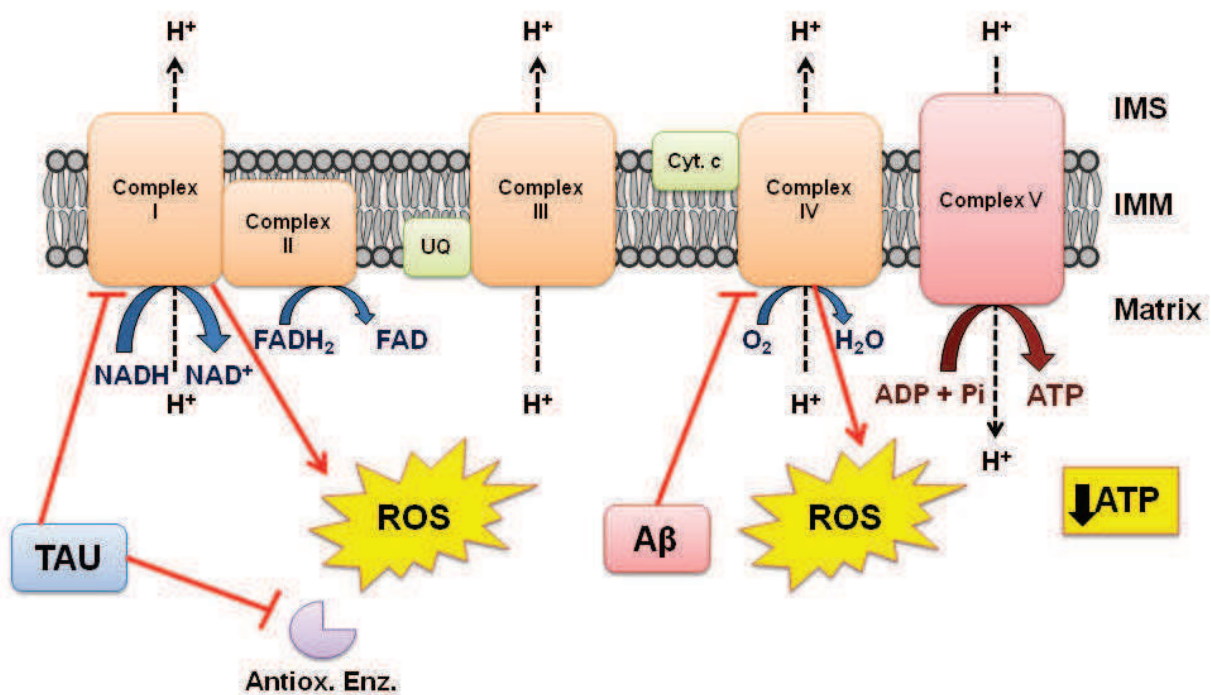 H⁺
H⁺
H⁺
H⁺
IMS
Complex
I
Complex
II
UQ
Complex
III
Cyt. c
Complex
IV
Complex V
IMM
Matrix
NADH
NAD⁺
FADH₂
FAD
O₂
H₂O
ADP + Pi
ATP
H⁺
H⁺
H⁺
H⁺
ROS
ROS
ATP
TAU
Aβ
Antiox. Enz.